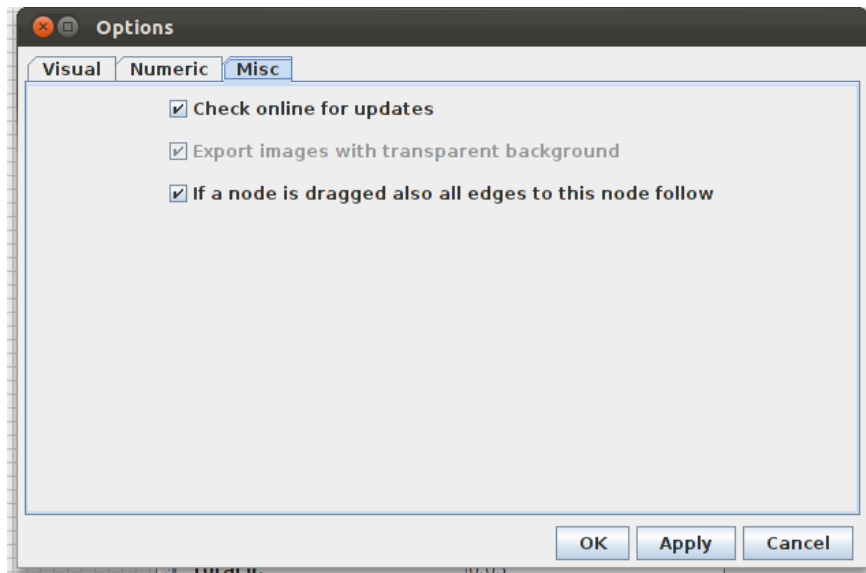 Options
Visual Numeric Misc
Check online for updates
Export images with transparent background
If a node is dragged also all edges to this node follow
OK Apply Cancel